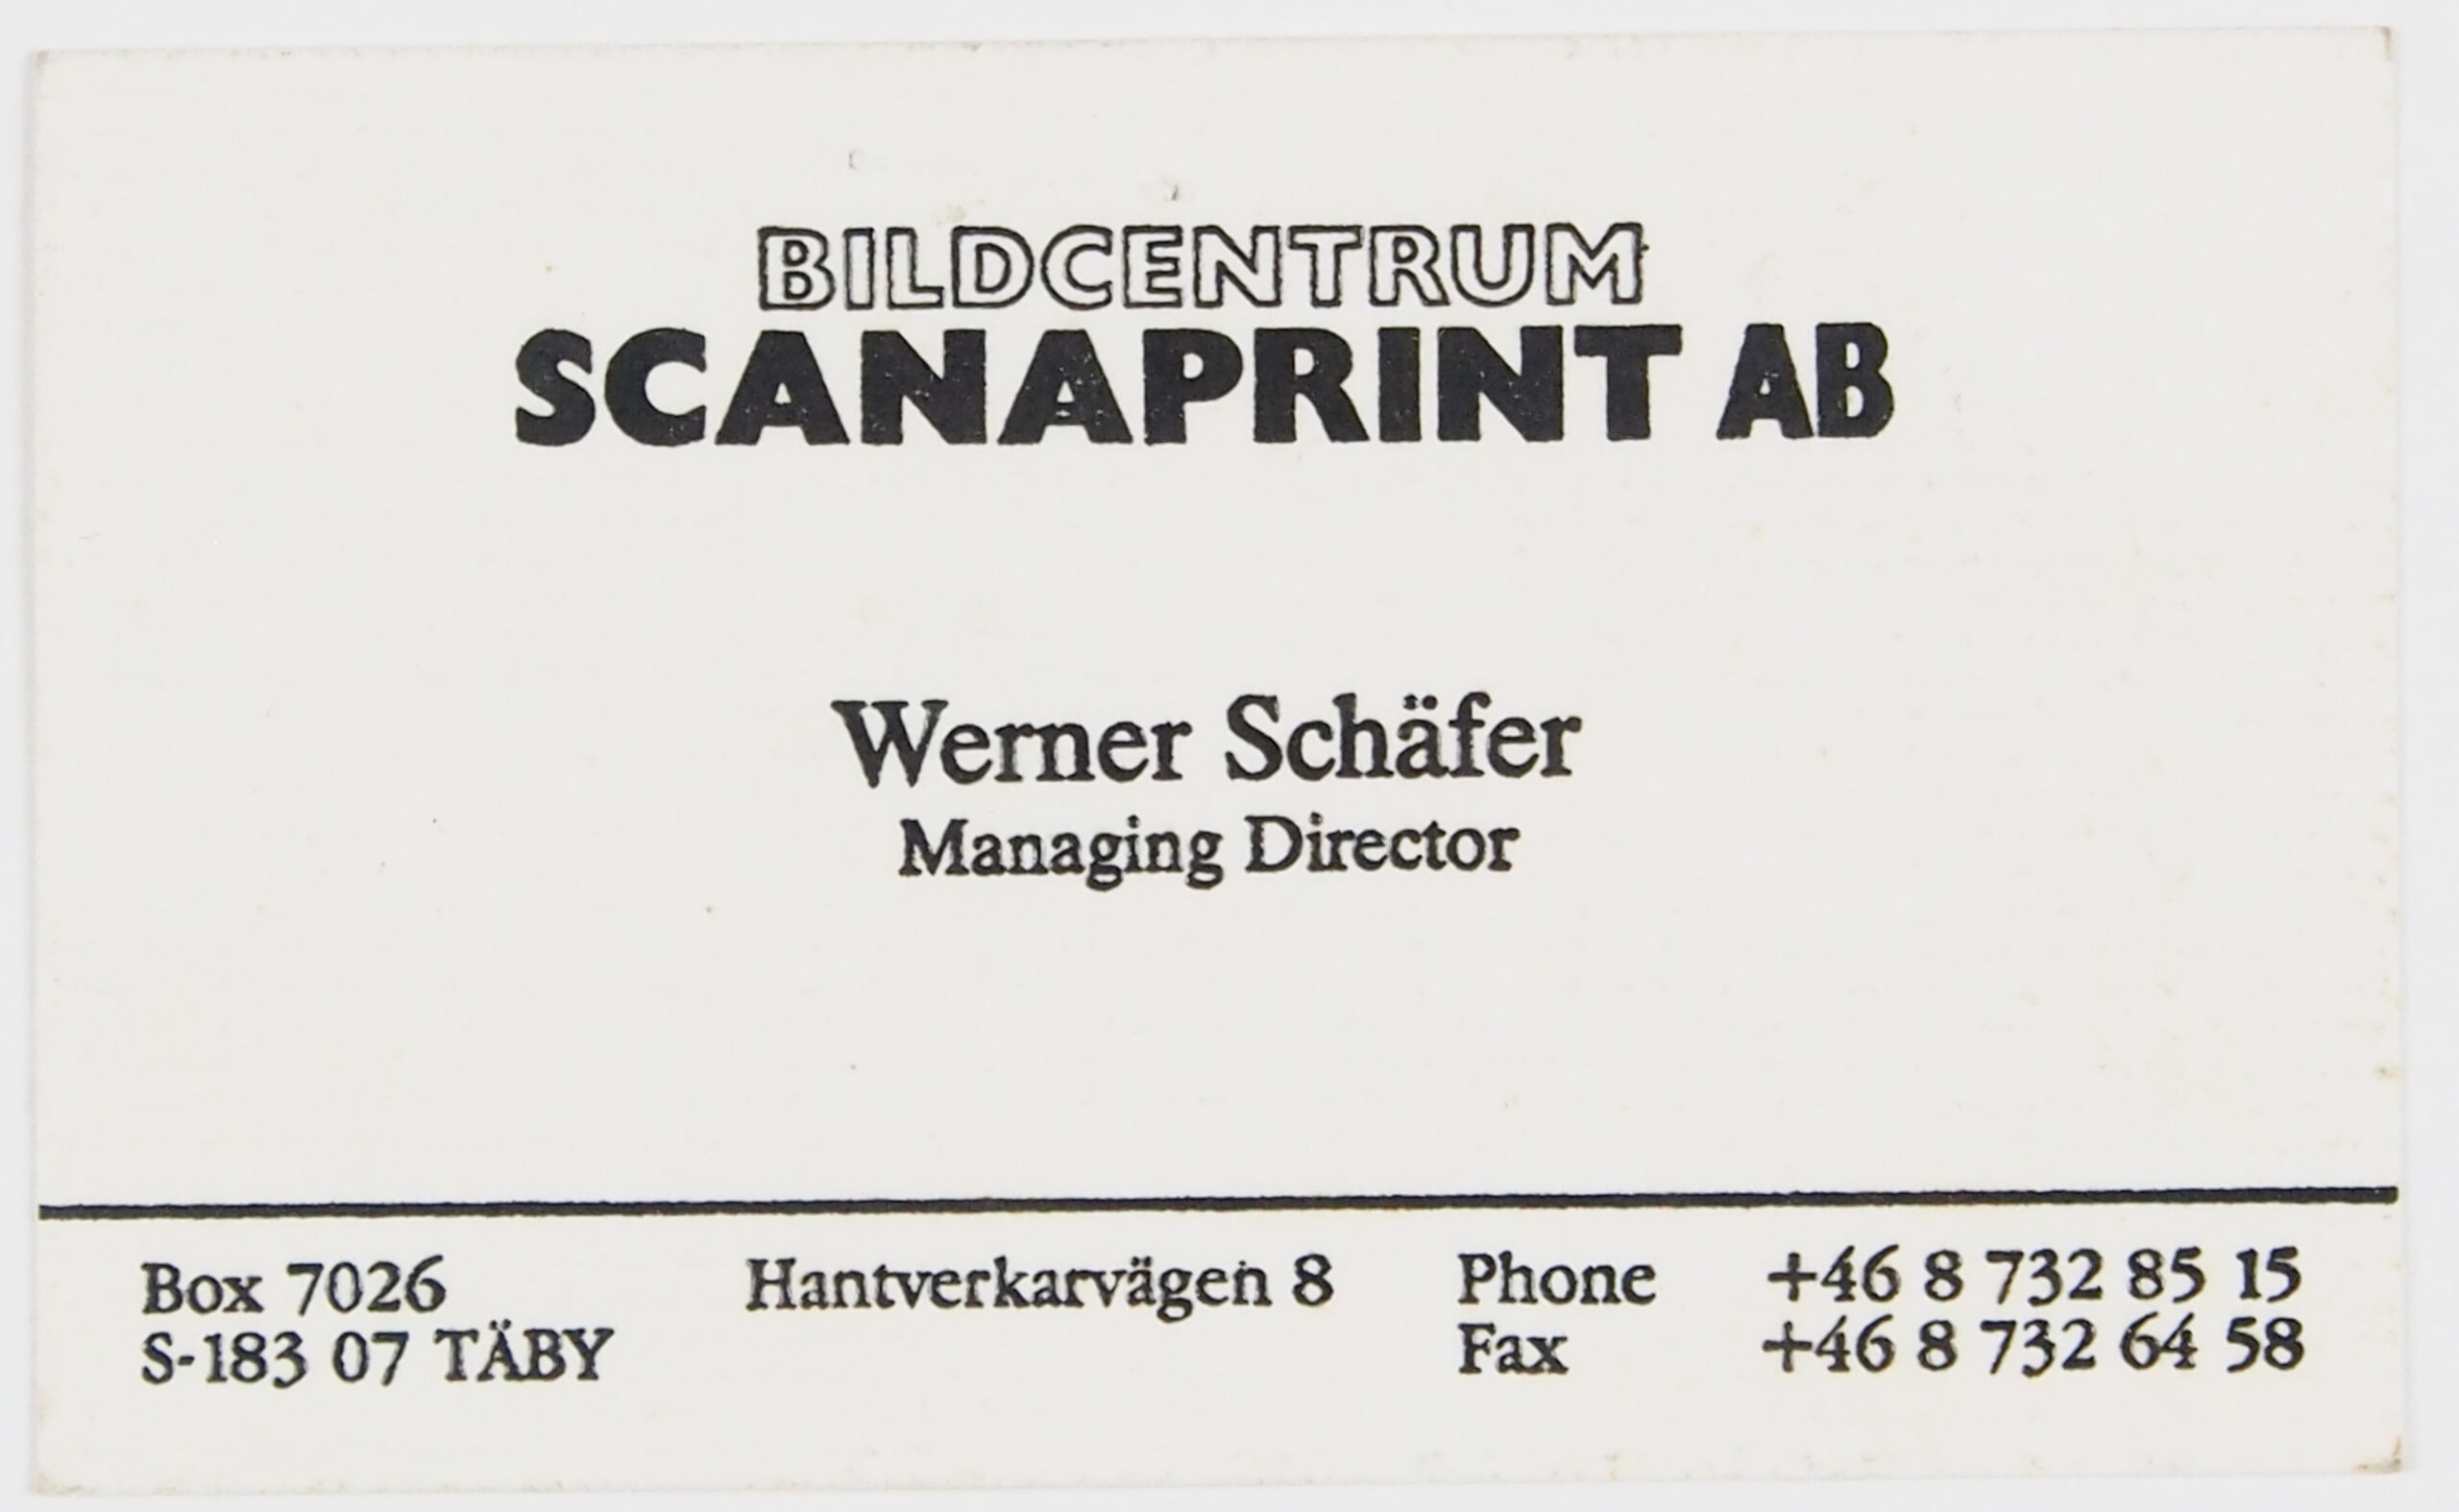 BILDCENTRUM
SCANAPRINT AB
Werner Schäfer
Managing Director
Box 7026
S-183 07 TÄBY
Hantverkarvägen 8
Phone +46 8 732 85 15
Fax +46 8 732 64 58